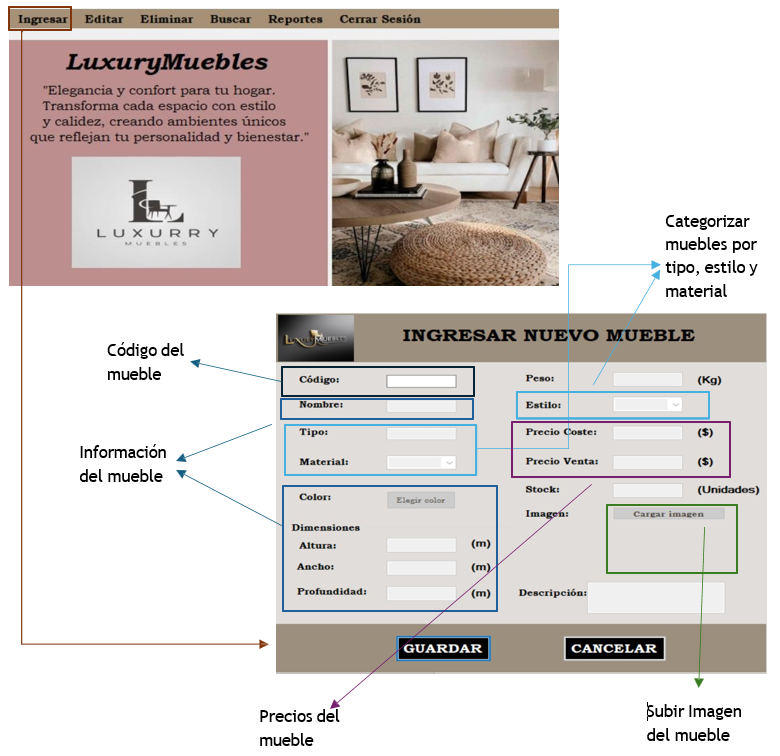 Ingresar Editar Eliminar Buscar Reportes Cerrar Sesión
LuxuryMuebles
"Elegancia y confort para tu hogar.
Transforma cada espacio con estilo
y calidez, creando ambientes únicos
que reflejan tu personalidad y bienestar."
L
LUXURRY
MUEBLES
Categorizar
muebles por
tipo, estilo y
material
LUXURYMUEBLES
INGRESAR NUEVO MUEBLE
Código del
mueble
Código:
Peso: (Kg)
Nombre:
Estilo:
Tipo:
Precio Coste: ($)
Información
del mueble
Material:
Precio Venta: ($)
Color: Elegir color
Stock: (Unidades)
Imagen: Cargar imagen
Dimensiones
Altura: (m)
Ancho: (m)
Profundidad: (m)
Descripción:
GUARDAR CANCELAR
Precios del
mueble
Subir Imagen
del mueble